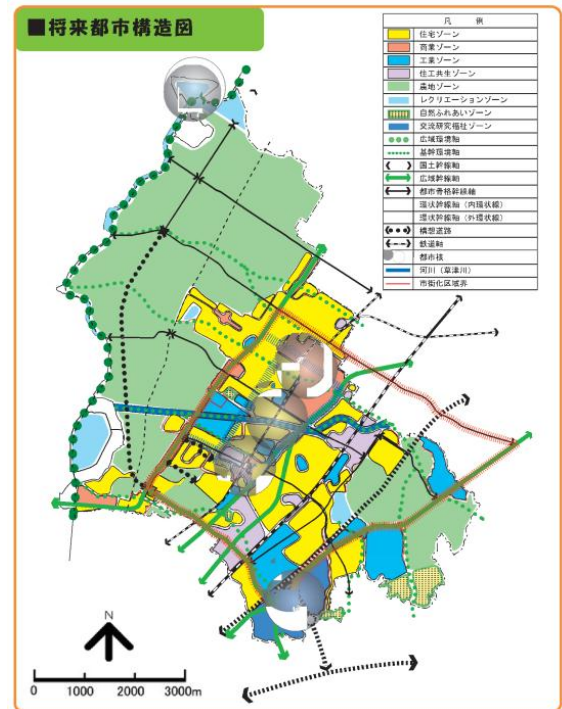 ■将来都市構造図
凡 例
住宅ゾーン
商業ゾーン
工業ゾーン
住工共生ゾーン
農地ゾーン
レクリエーションゾーン
自然ふれあいゾーン
交流研究福祉ゾーン
広域環境軸
基幹環境軸
国土幹線軸
広域幹線軸
都市骨格幹線軸
環状幹線軸（内環状線）
環状幹線軸（外環状線）
構想道路
鉄道軸
都市核
河川（草津川）
市街化区域界
N
0 1000 2000 3000m